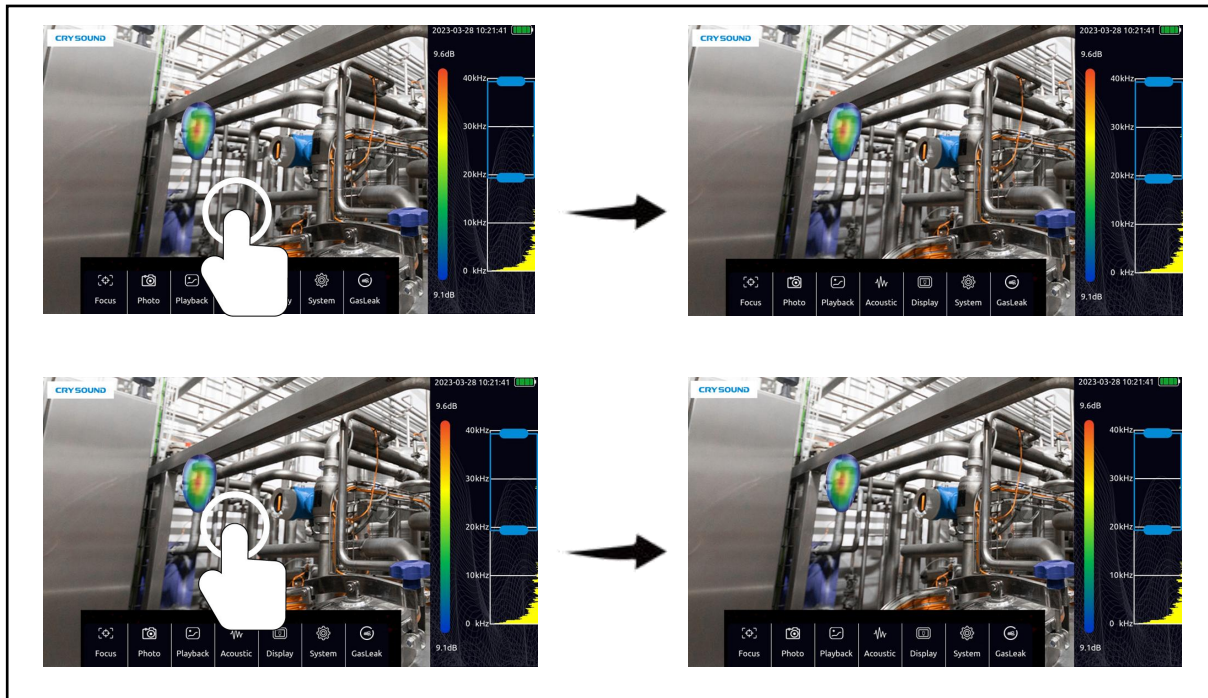 CRYSOUND
2023-03-28 10:21:41
9.6dB
40kHz
30kHz
20kHz
10kHz
0 kHz
9.1dB
Focus Photo Playback System GasLeak
CRYSOUND
2023-03-28 10:21:41
9.6dB
40kHz
30kHz
20kHz
10kHz
0 kHz
9.1dB
Focus Photo Playback Acoustic Display System GasLeak
CRYSOUND
2023-03-28 10:21:41
9.6dB
40kHz
30kHz
20kHz
10kHz
0 kHz
9.1dB
Focus Photo Playback Acoustic Display System GasLeak
CRYSOUND
2023-03-28 10:21:41
9.6dB
40kHz
30kHz
20kHz
10kHz
0 kHz
9.1dB
Focus Photo Playback Acoustic Display System GasLeak